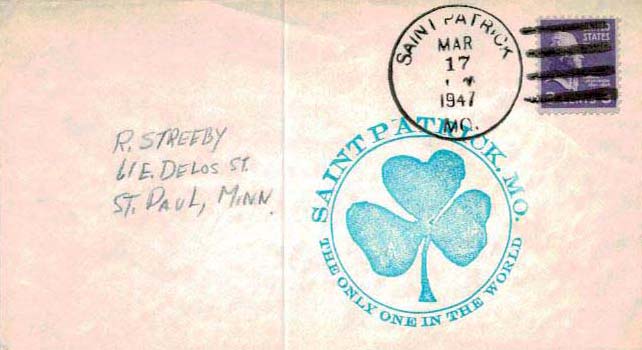 SAINT PATRICK
MAR
17
1947
MO.
UNITED
STATES
R. STREEBY
61 E. DELOS ST.
ST. PAUL, MINN.
SAINT PATRICK, MO.
THE ONLY ONE IN THE WORLD